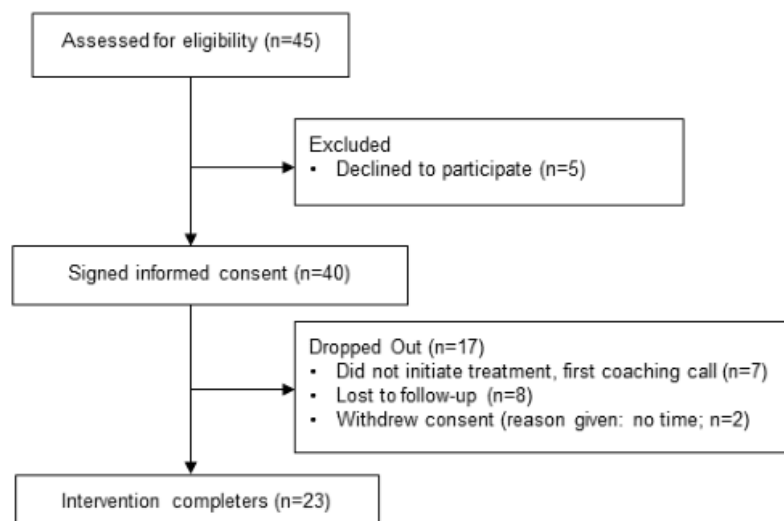 Assessed for eligibility (n=45)
Excluded
▪ Declined to participate (n=5)
Signed informed consent (n=40)
Dropped Out (n=17)
▪ Did not initiate treatment, first coaching call (n=7)
▪ Lost to follow-up (n=8)
▪ Withdrew consent (reason given: no time; n=2)
Intervention completers (n=23)